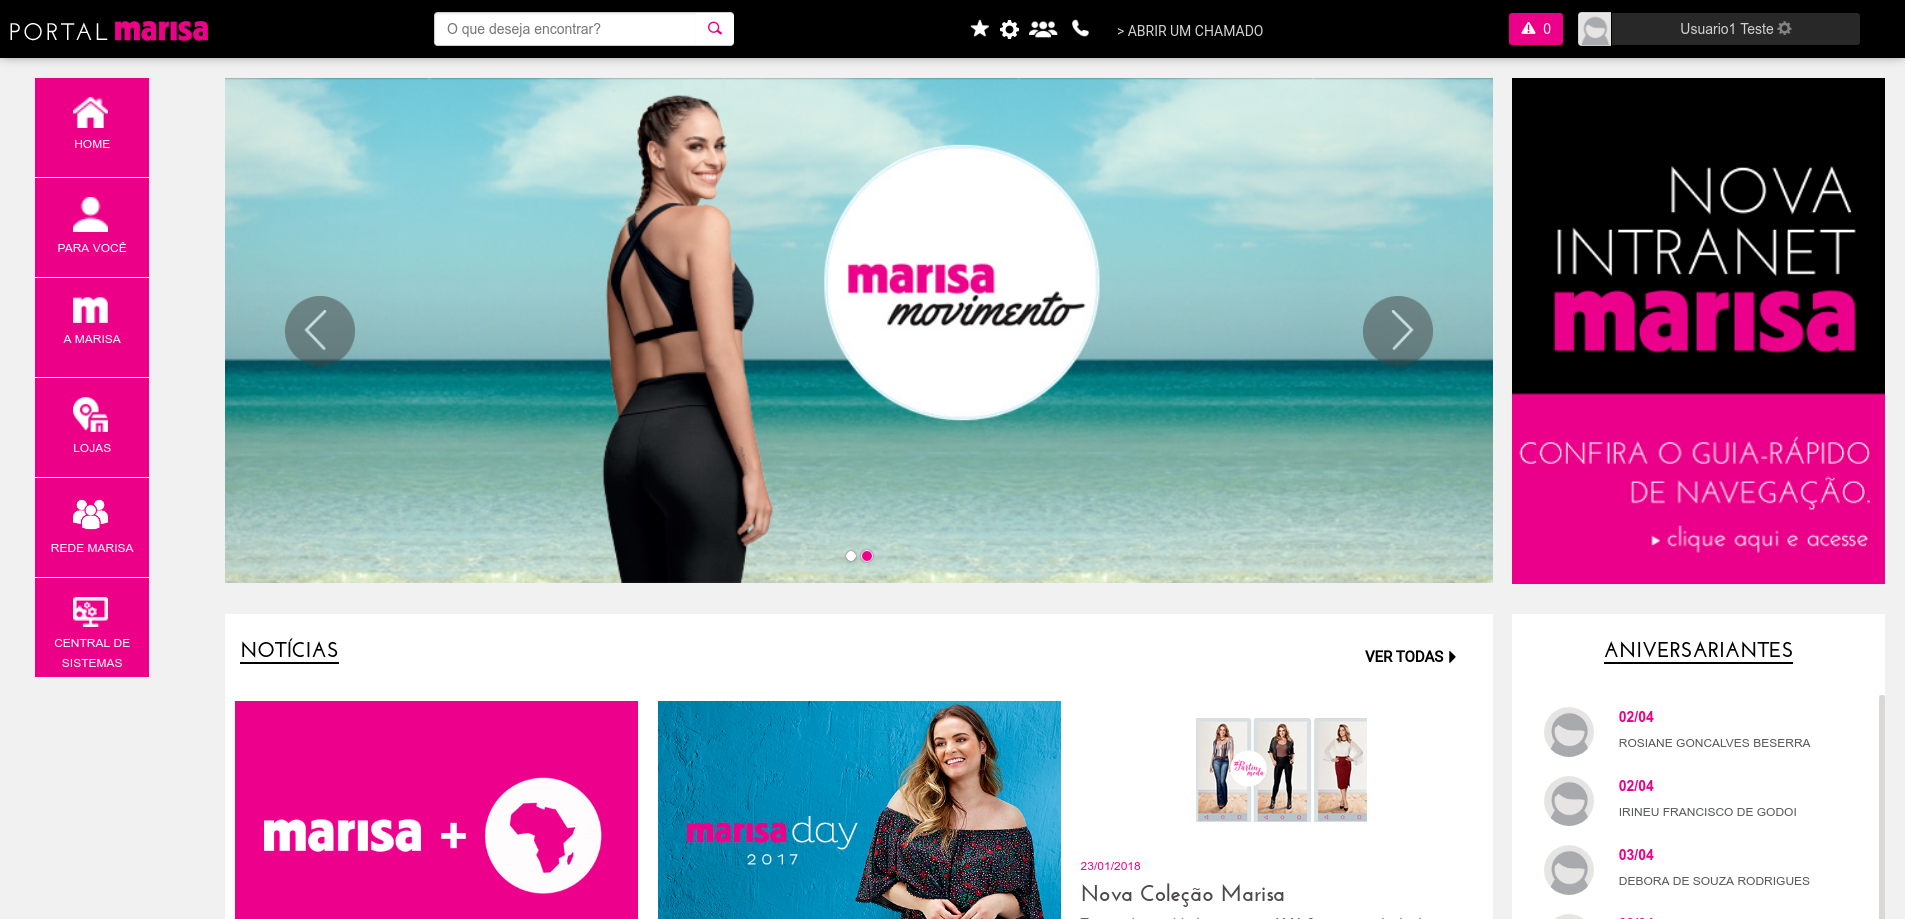 PORTAL marisa
O que deseja encontrar?
> ABRIR UM CHAMADO
0
Usuario1 Teste
HOME
PARA VOCÊ
m
A MARISA
LOJAS
REDE MARISA
CENTRAL DE
SISTEMAS
marisa
movimento
NOVA
INTRANET
marisa
CONFIRA O GUIA-RÁPIDO
DE NAVEGAÇÃO.
clique aqui e acesse
NOTÍCIAS
VER TODAS
marisa +
marisa day
2017
23/01/2018
Nova Coleção Marisa
ANIVERSARIANTES
02/04
ROSIANE GONCALVES BESERRA
02/04
IRINEU FRANCISCO DE GODOI
03/04
DEBORA DE SOUZA RODRIGUES